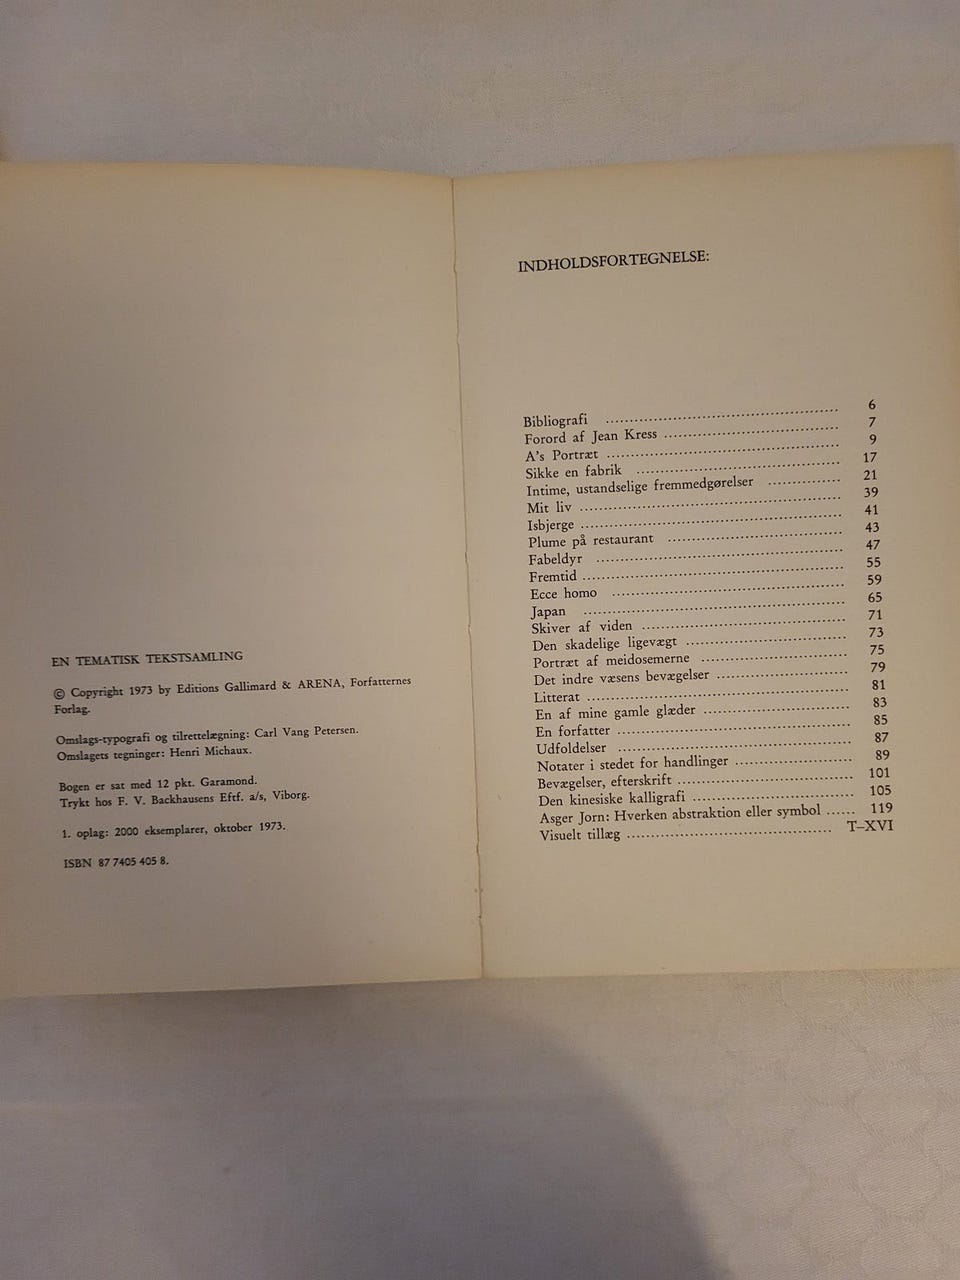 EN TEMATISK TEKSTSAMLING
© Copyright 1973 by Editions Gallimard & ARENA, Forfatternes
Forlag.
Omslags-typografi og tilrettelægning: Carl Vang Petersen.
Omslagets tegninger: Henri Michaux.
Bogen er sat med 12 pkt. Garamond.
Trykt hos F. V. Backhausens Eftf. a/s, Viborg.
1. oplag: 2000 eksemplarer, oktober 1973.
ISBN 87 7405 405 8.
INDHOLDSFORTEGNELSE:
Bibliografi ........ 6
Forord af Jean Kress ........ 7
A's Portræt ........ 9
Sikke en fabrik ........ 17
Intime, ustandselige fremmedgørelser ........ 21
Mit liv ........ 39
Isbjerge ........ 41
Plume på restaurant ........ 43
Fabeldyr ........ 47
Fremtid ........ 55
Ecce homo ........ 59
Japan ........ 65
Skiver af viden ........ 71
Den skadelige ligevægt ........ 73
Portræt af meidosemerne ........ 75
Det indre væsens bevægelser ........ 79
Litterat ........ 81
En af mine gamle glæder ........ 83
En forfatter ........ 85
Udfoldelser ........ 87
Notater i stedet for handlinger ........ 89
Bevægelser, efterskrift ........ 101
Den kinesiske kalligrafi ........ 105
Asger Jorn: Hverken abstraktion eller symbol ...... 119
Visuelt tillæg ........ T–XVI